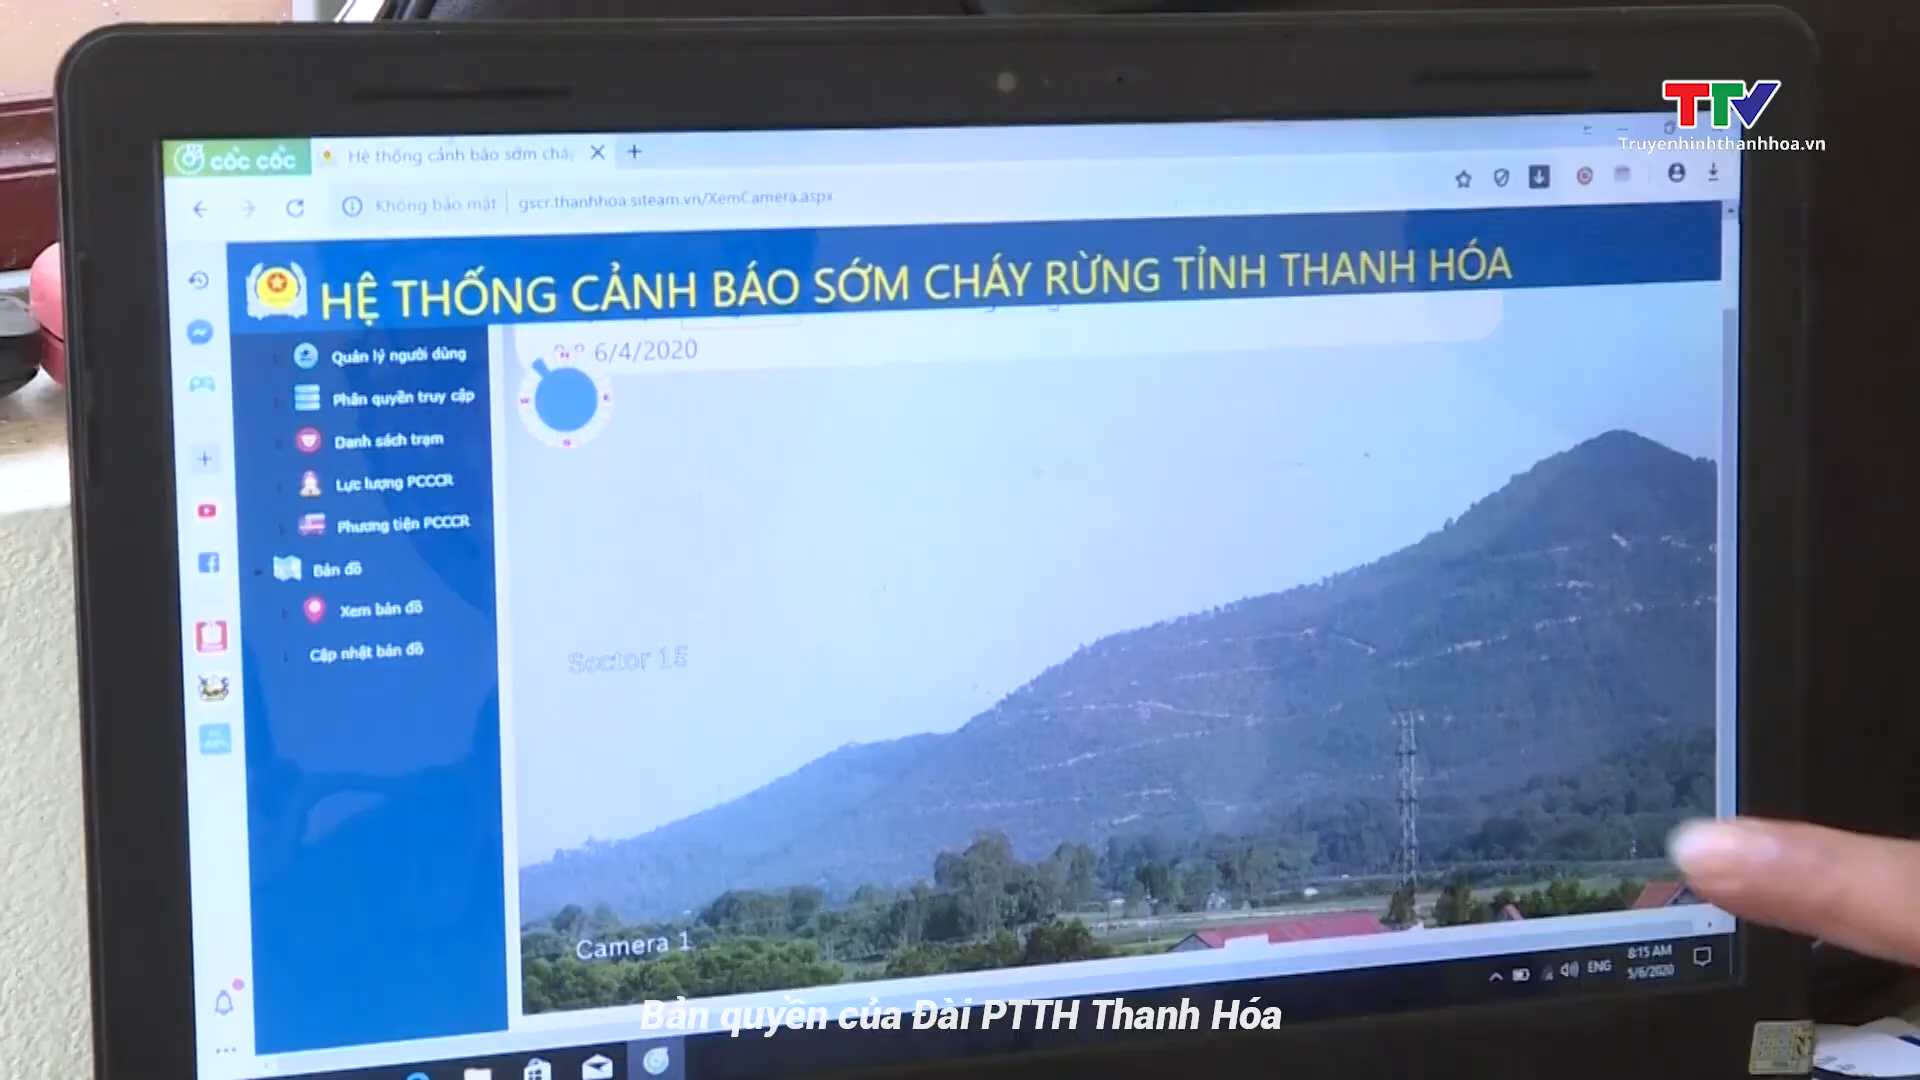 TTV
Truyenhinhthanhhoa.vn
cốc cốc
Hệ thống cảnh báo sớm cháy
Không bảo mật
gscr.thanhhoa.siteam.vn/XemCamera.aspx
HỆ THỐNG CẢNH BÁO SỚM CHÁY RỪNG TỈNH THANH HÓA
Quản lý người dùng
Phân quyền truy cập
Danh sách trạm
Lực lượng PCCCR
Phương tiện PCCCR
Bản đồ
Xem bản đồ
Cập nhật bản đồ
6/4/2020
Sector 15
Camera 1
ENG
8:15 AM
5/6/2020
Bản quyền của Đài PTTH Thanh Hóa